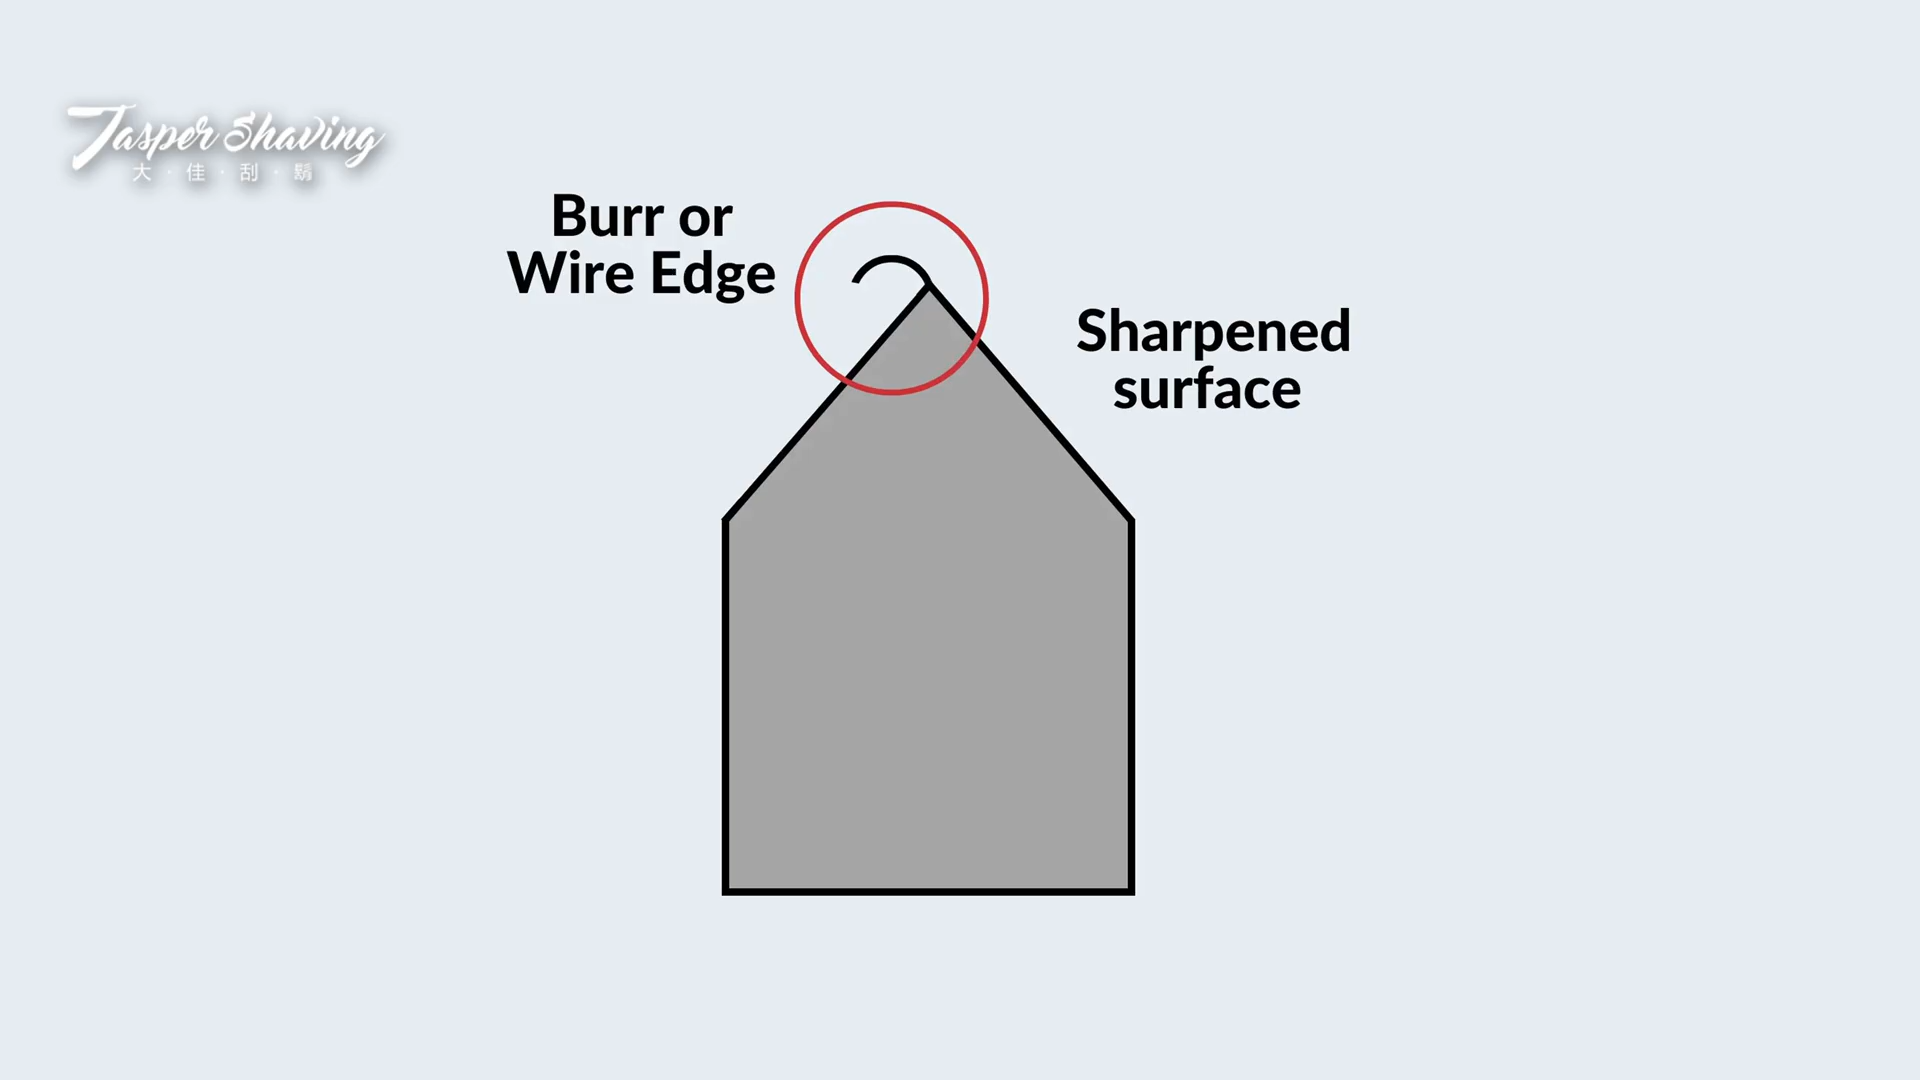 Jasper Shaving
大·佳·刮·鬍
Burr or
Wire Edge
Sharpened
surface